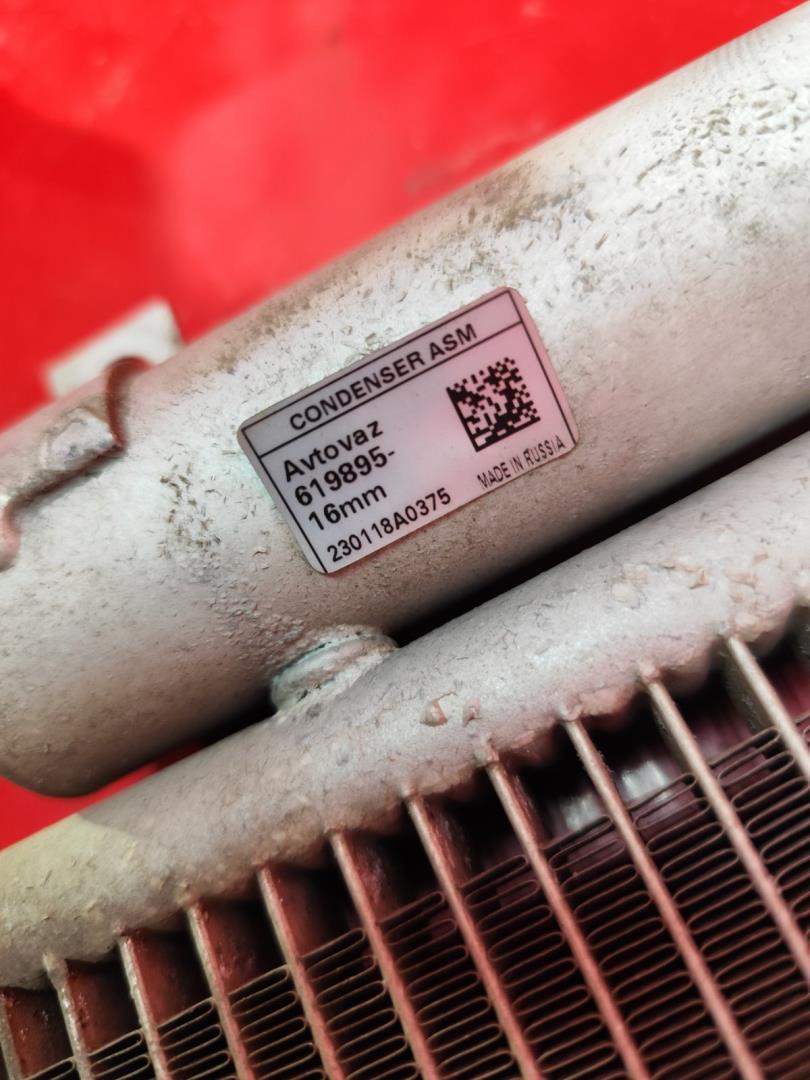 CONDENSER ASM
Avtovaz
619895-
16mm
230118A0375
MADE IN RUSSIA